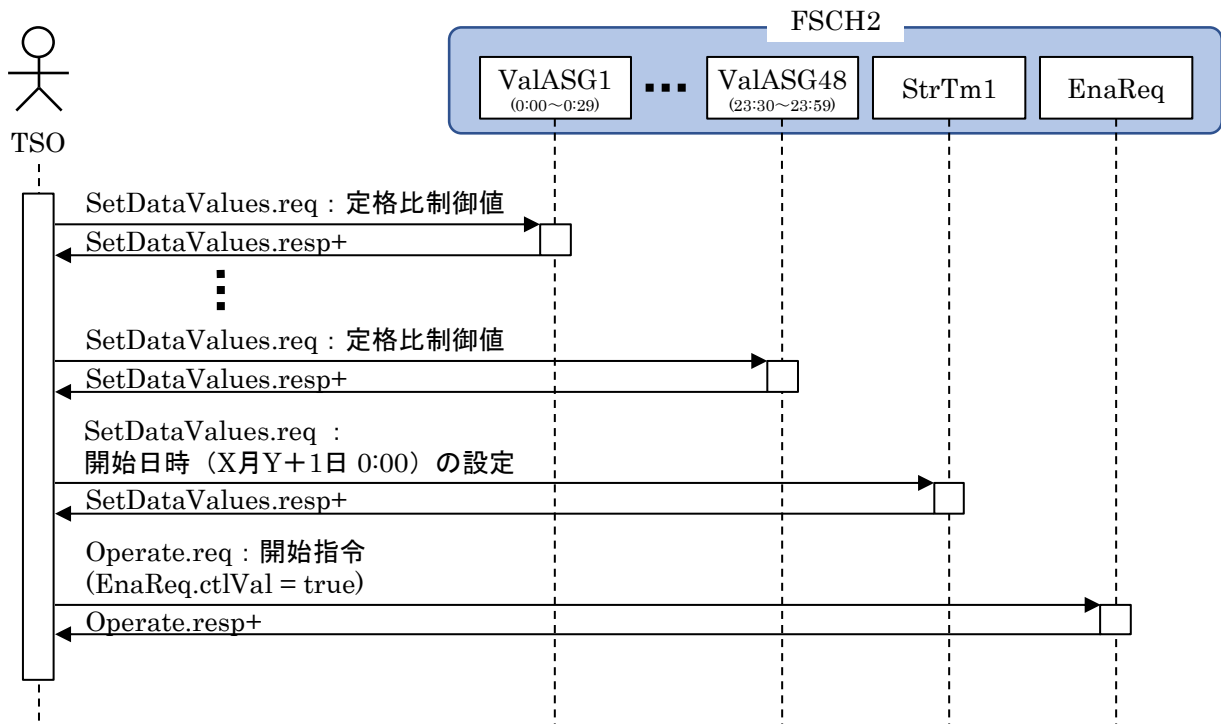 FSCH2
ValASG1
(0:00～0:29)
ValASG48
(23:30～23:59)
StrTm1
EnaReq
TSO
SetDataValues.req：定格比制御値
SetDataValues.resp+
SetDataValues.req：定格比制御値
SetDataValues.resp+
SetDataValues.req ：
開始日時（X月Y＋1日 0:00）の設定
SetDataValues.resp+
Operate.req：開始指令
(EnaReq.ctlVal = true)
Operate.resp+